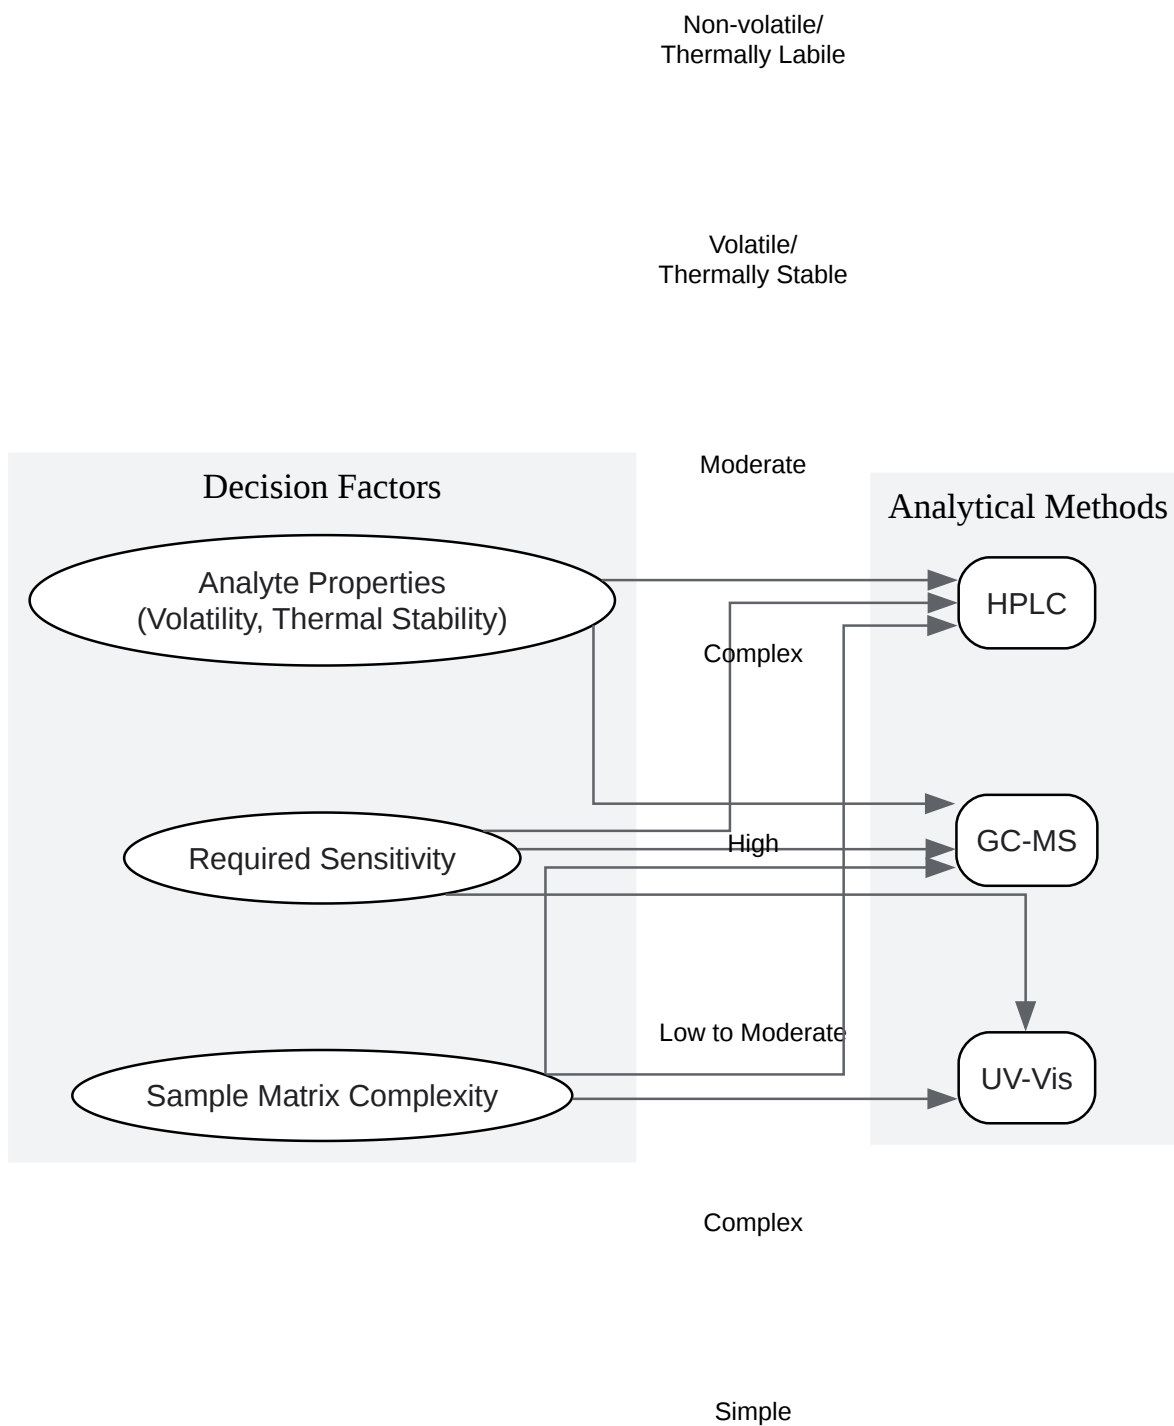 Non-volatile/
Thermally Labile
Volatile/
Thermally Stable
Moderate
Decision Factors
Analytical Methods
Analyte Properties
(Volatility, Thermal Stability)
HPLC
Complex
GC-MS
High
Required Sensitivity
Low to Moderate
UV-Vis
Sample Matrix Complexity
Complex
Simple